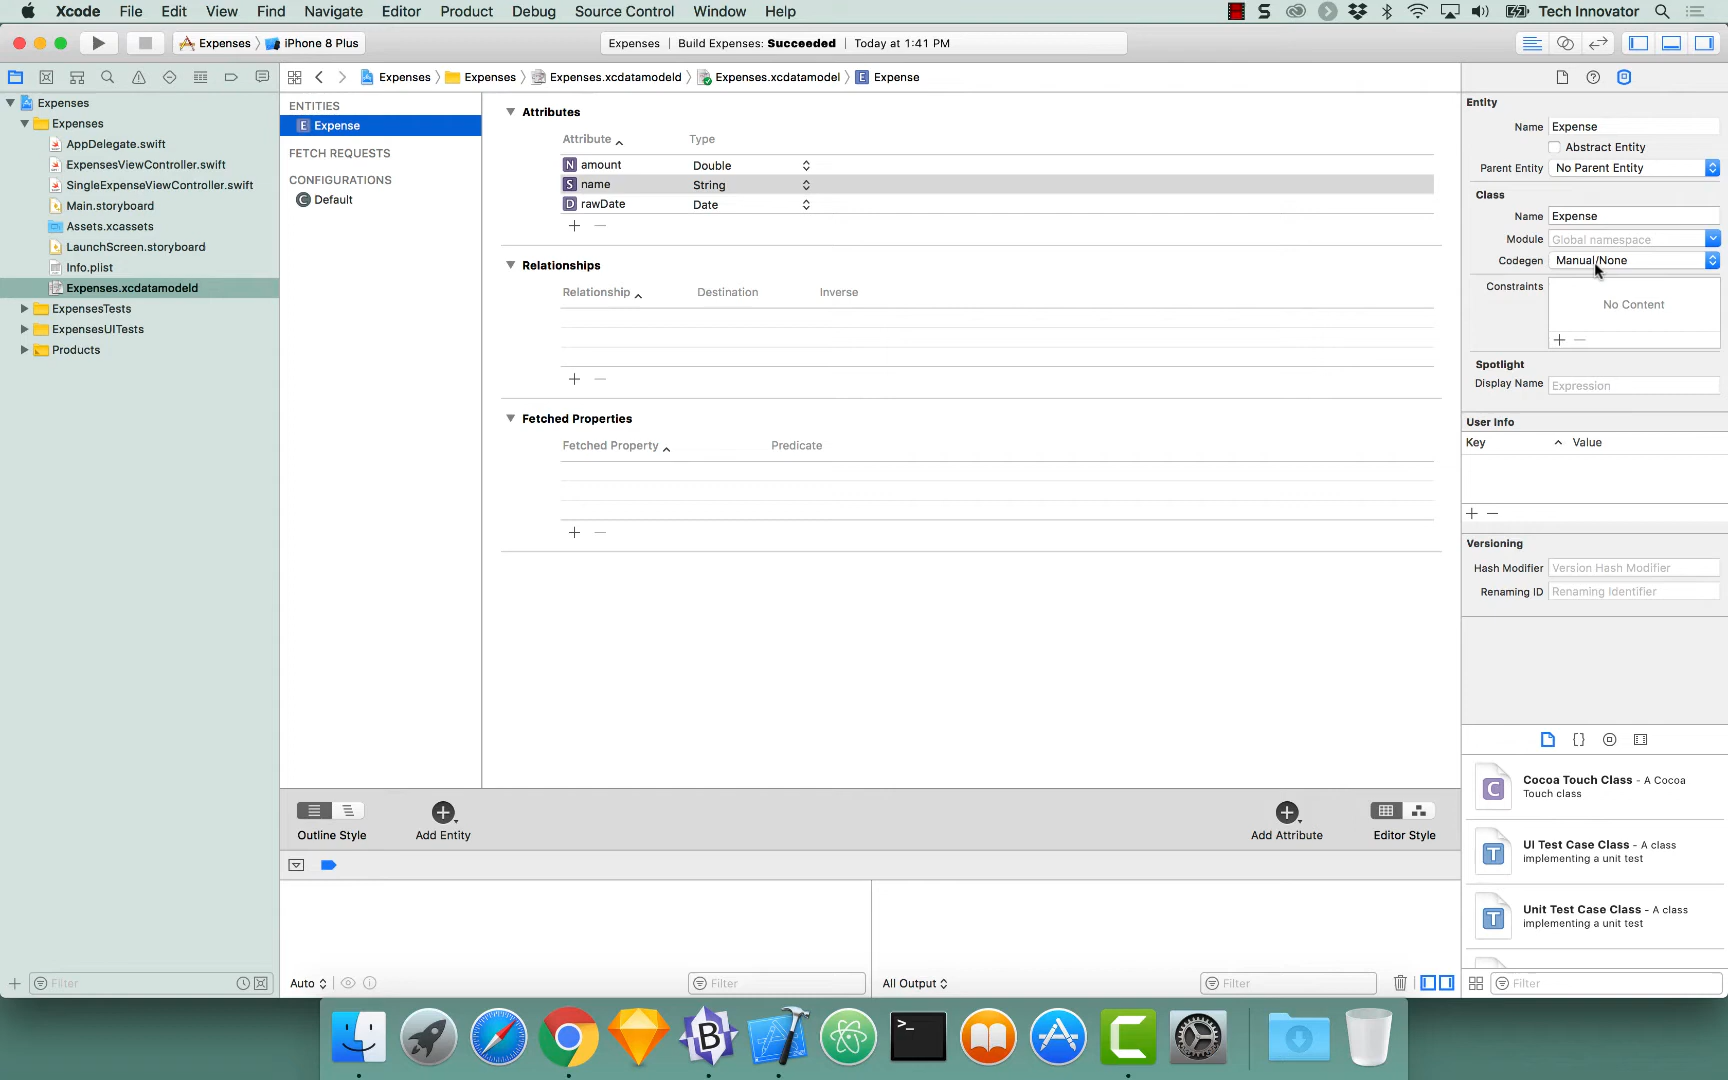 Xcode File Edit View Find Navigate Editor Product Debug Source Control Window Help Tech Innovator
Expenses iPhone 8 Plus Expenses | Build Expenses: Succeeded | Today at 1:41 PM
Expenses Expenses Expenses.xcdatamodeld Expenses.xcdatamodel E Expense
Expenses
Expenses
AppDelegate.swift
ExpensesViewController.swift
SingleExpenseViewController.swift
Main.storyboard
Assets.xcassets
LaunchScreen.storyboard
Info.plist
Expenses.xcdatamodeld
ExpensesTests
ExpensesUITests
Products
Filter
ENTITIES
E Expense
FETCH REQUESTS
CONFIGURATIONS
C Default
Attributes
Attribute Type
N amount Double
S name String
D rawDate Date
Relationships
Relationship Destination Inverse
Fetched Properties
Fetched Property Predicate
Outline Style Add Entity Add Attribute Editor Style
Auto Filter All Output Filter
Entity
Name Expense
Abstract Entity
Parent Entity No Parent Entity
Class
Name Expense
Module Global namespace
Codegen Manual/None
Constraints
No Content
Spotlight
Display Name Expression
User Info
Key Value
Versioning
Hash Modifier Version Hash Modifier
Renaming ID Renaming Identifier
{}
C Cocoa Touch Class - A Cocoa
Touch class
T UI Test Case Class - A class
implementing a unit test
T Unit Test Case Class - A class
implementing a unit test
Filter